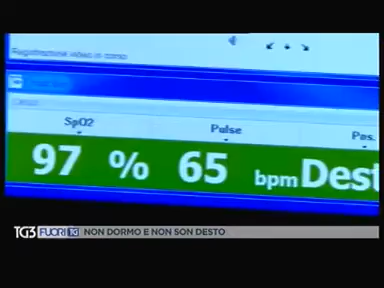 Registrazione video in corso
SpO2 Pulse Pos.
97 % 65 bpm Dest
TG3 FUORI TG NON DORMO E NON SON DESTO